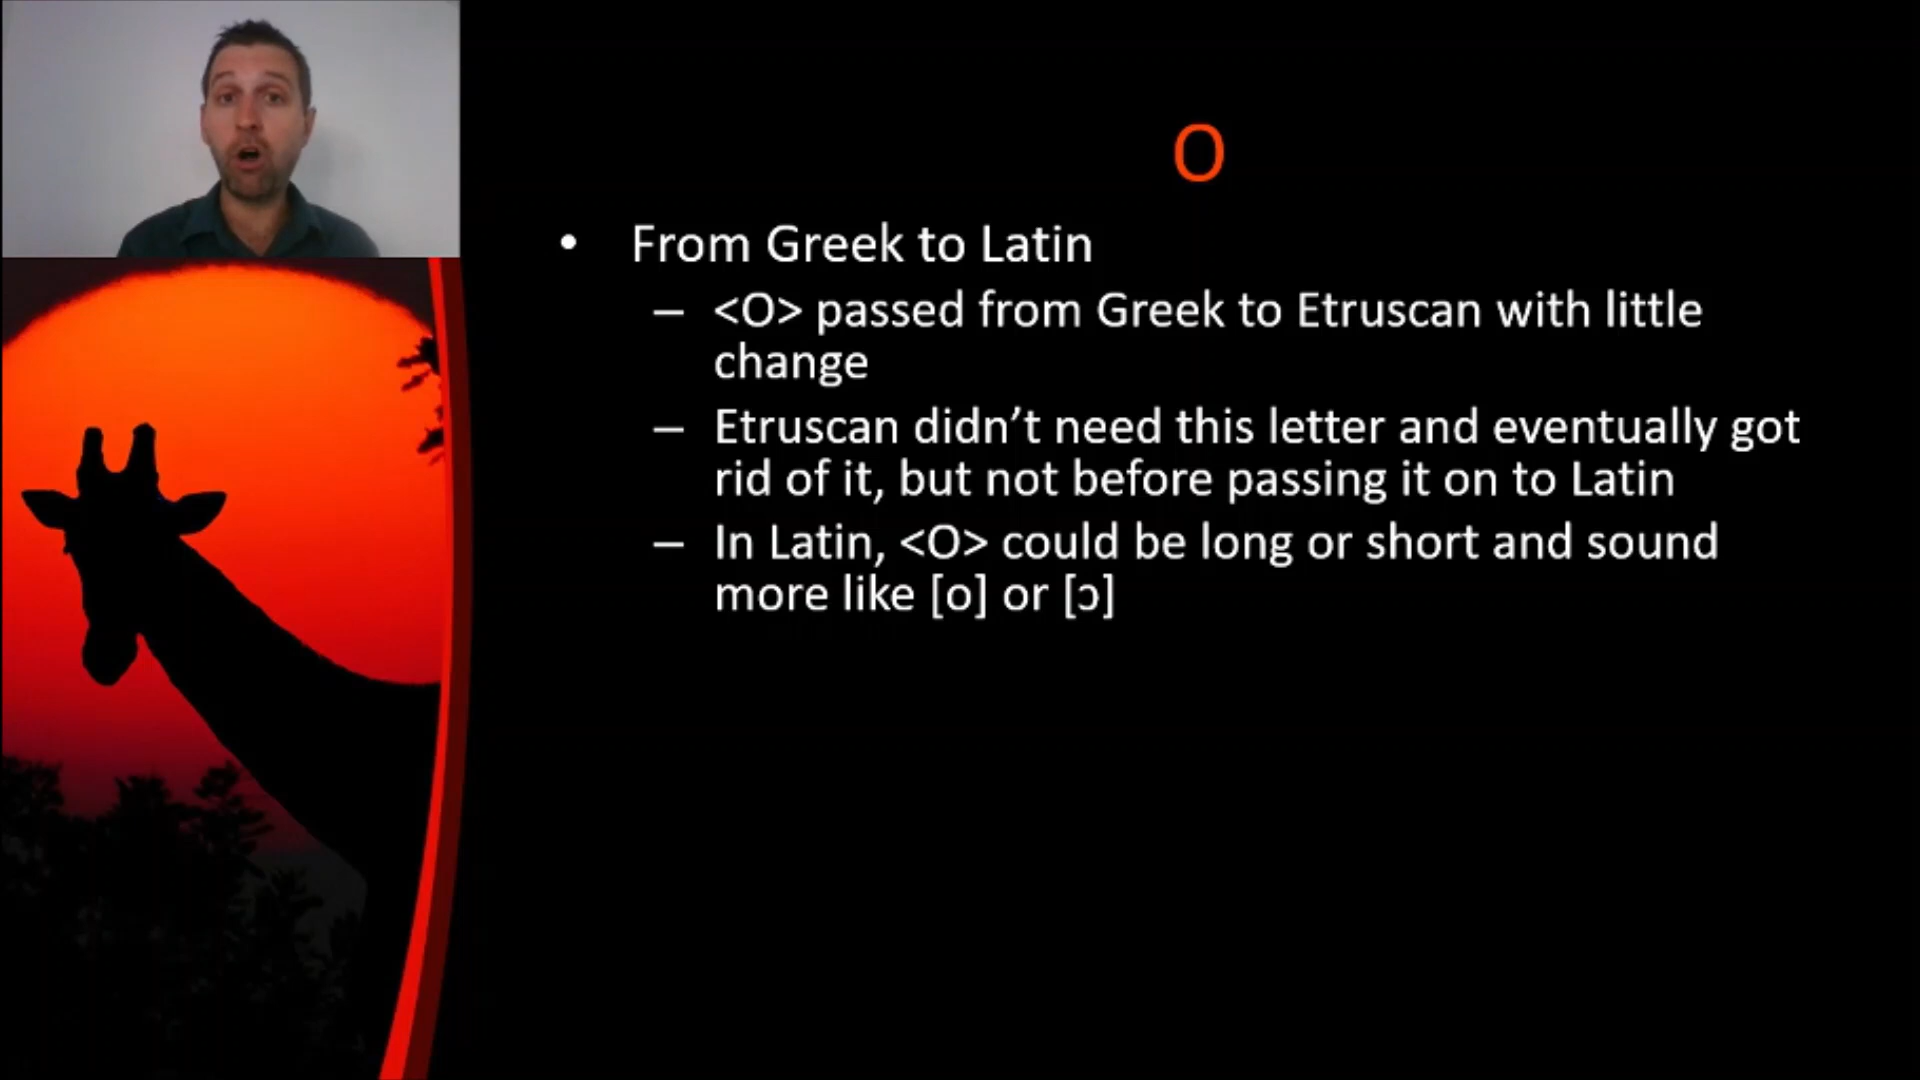 O
• From Greek to Latin
– <O> passed from Greek to Etruscan with little
change
– Etruscan didn’t need this letter and eventually got
rid of it, but not before passing it on to Latin
– In Latin, <O> could be long or short and sound
more like [o] or [ɔ]